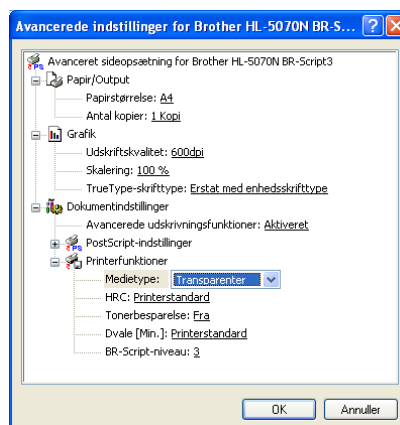 Avancerede indstillinger for Brother HL-5070N BR-S...
Avanceret sideopsætning for Brother HL-5070N BR-Script3
Papir/Output
Papirstørrelse: A4
Antal kopier: 1 Kopi
Grafik
Udskriftskvalitet: 600dpi
Skalering: 100 %
TrueType-skrifttype: Erstat med enhedsskrifttype
Dokumentindstillinger
Avancerede udskrivningsfunktioner: Aktiveret
PostScript-indstillinger
Printerfunktioner
Medietype: Transparenter
HRC: Printerstandard
Tonerbesparelse: Fra
Dvale [Min.]: Printerstandard
BR-Script-niveau: 3
OK Annuller